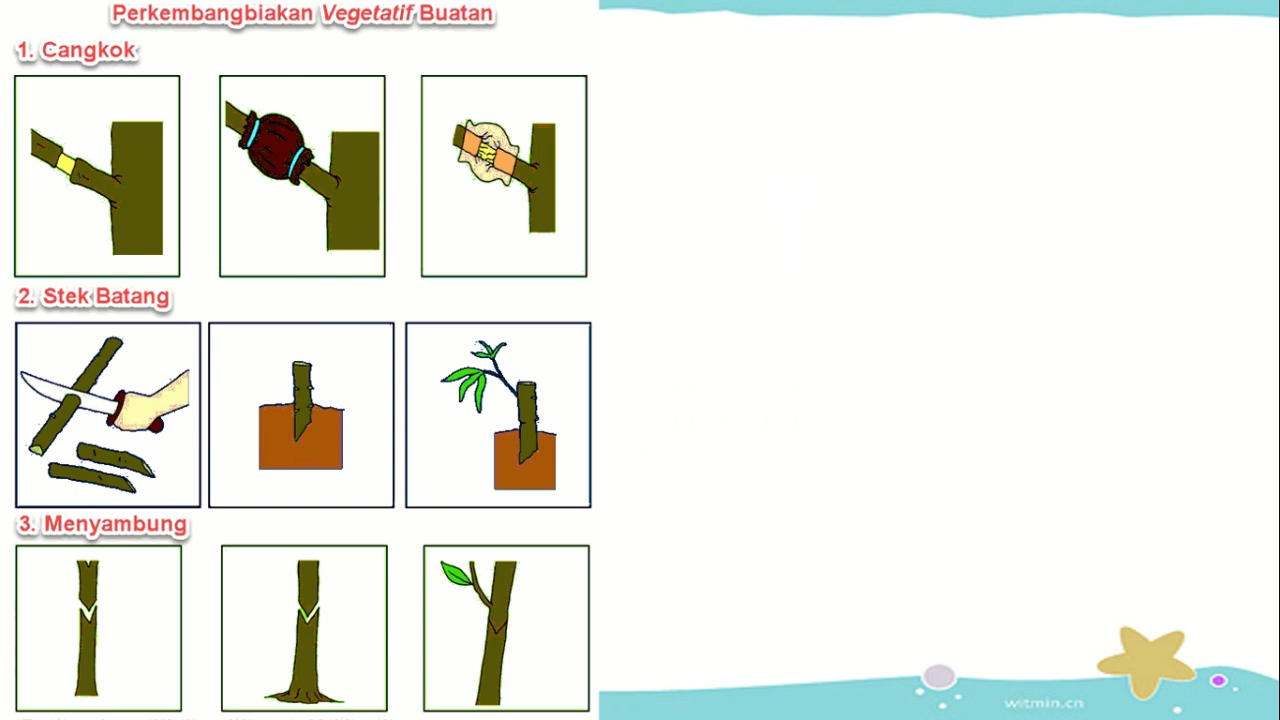 Perkembangbiakan Vegetatif Buatan
1. Cangkok
2. Stek Batang
3. Menyambung
witmin.cn